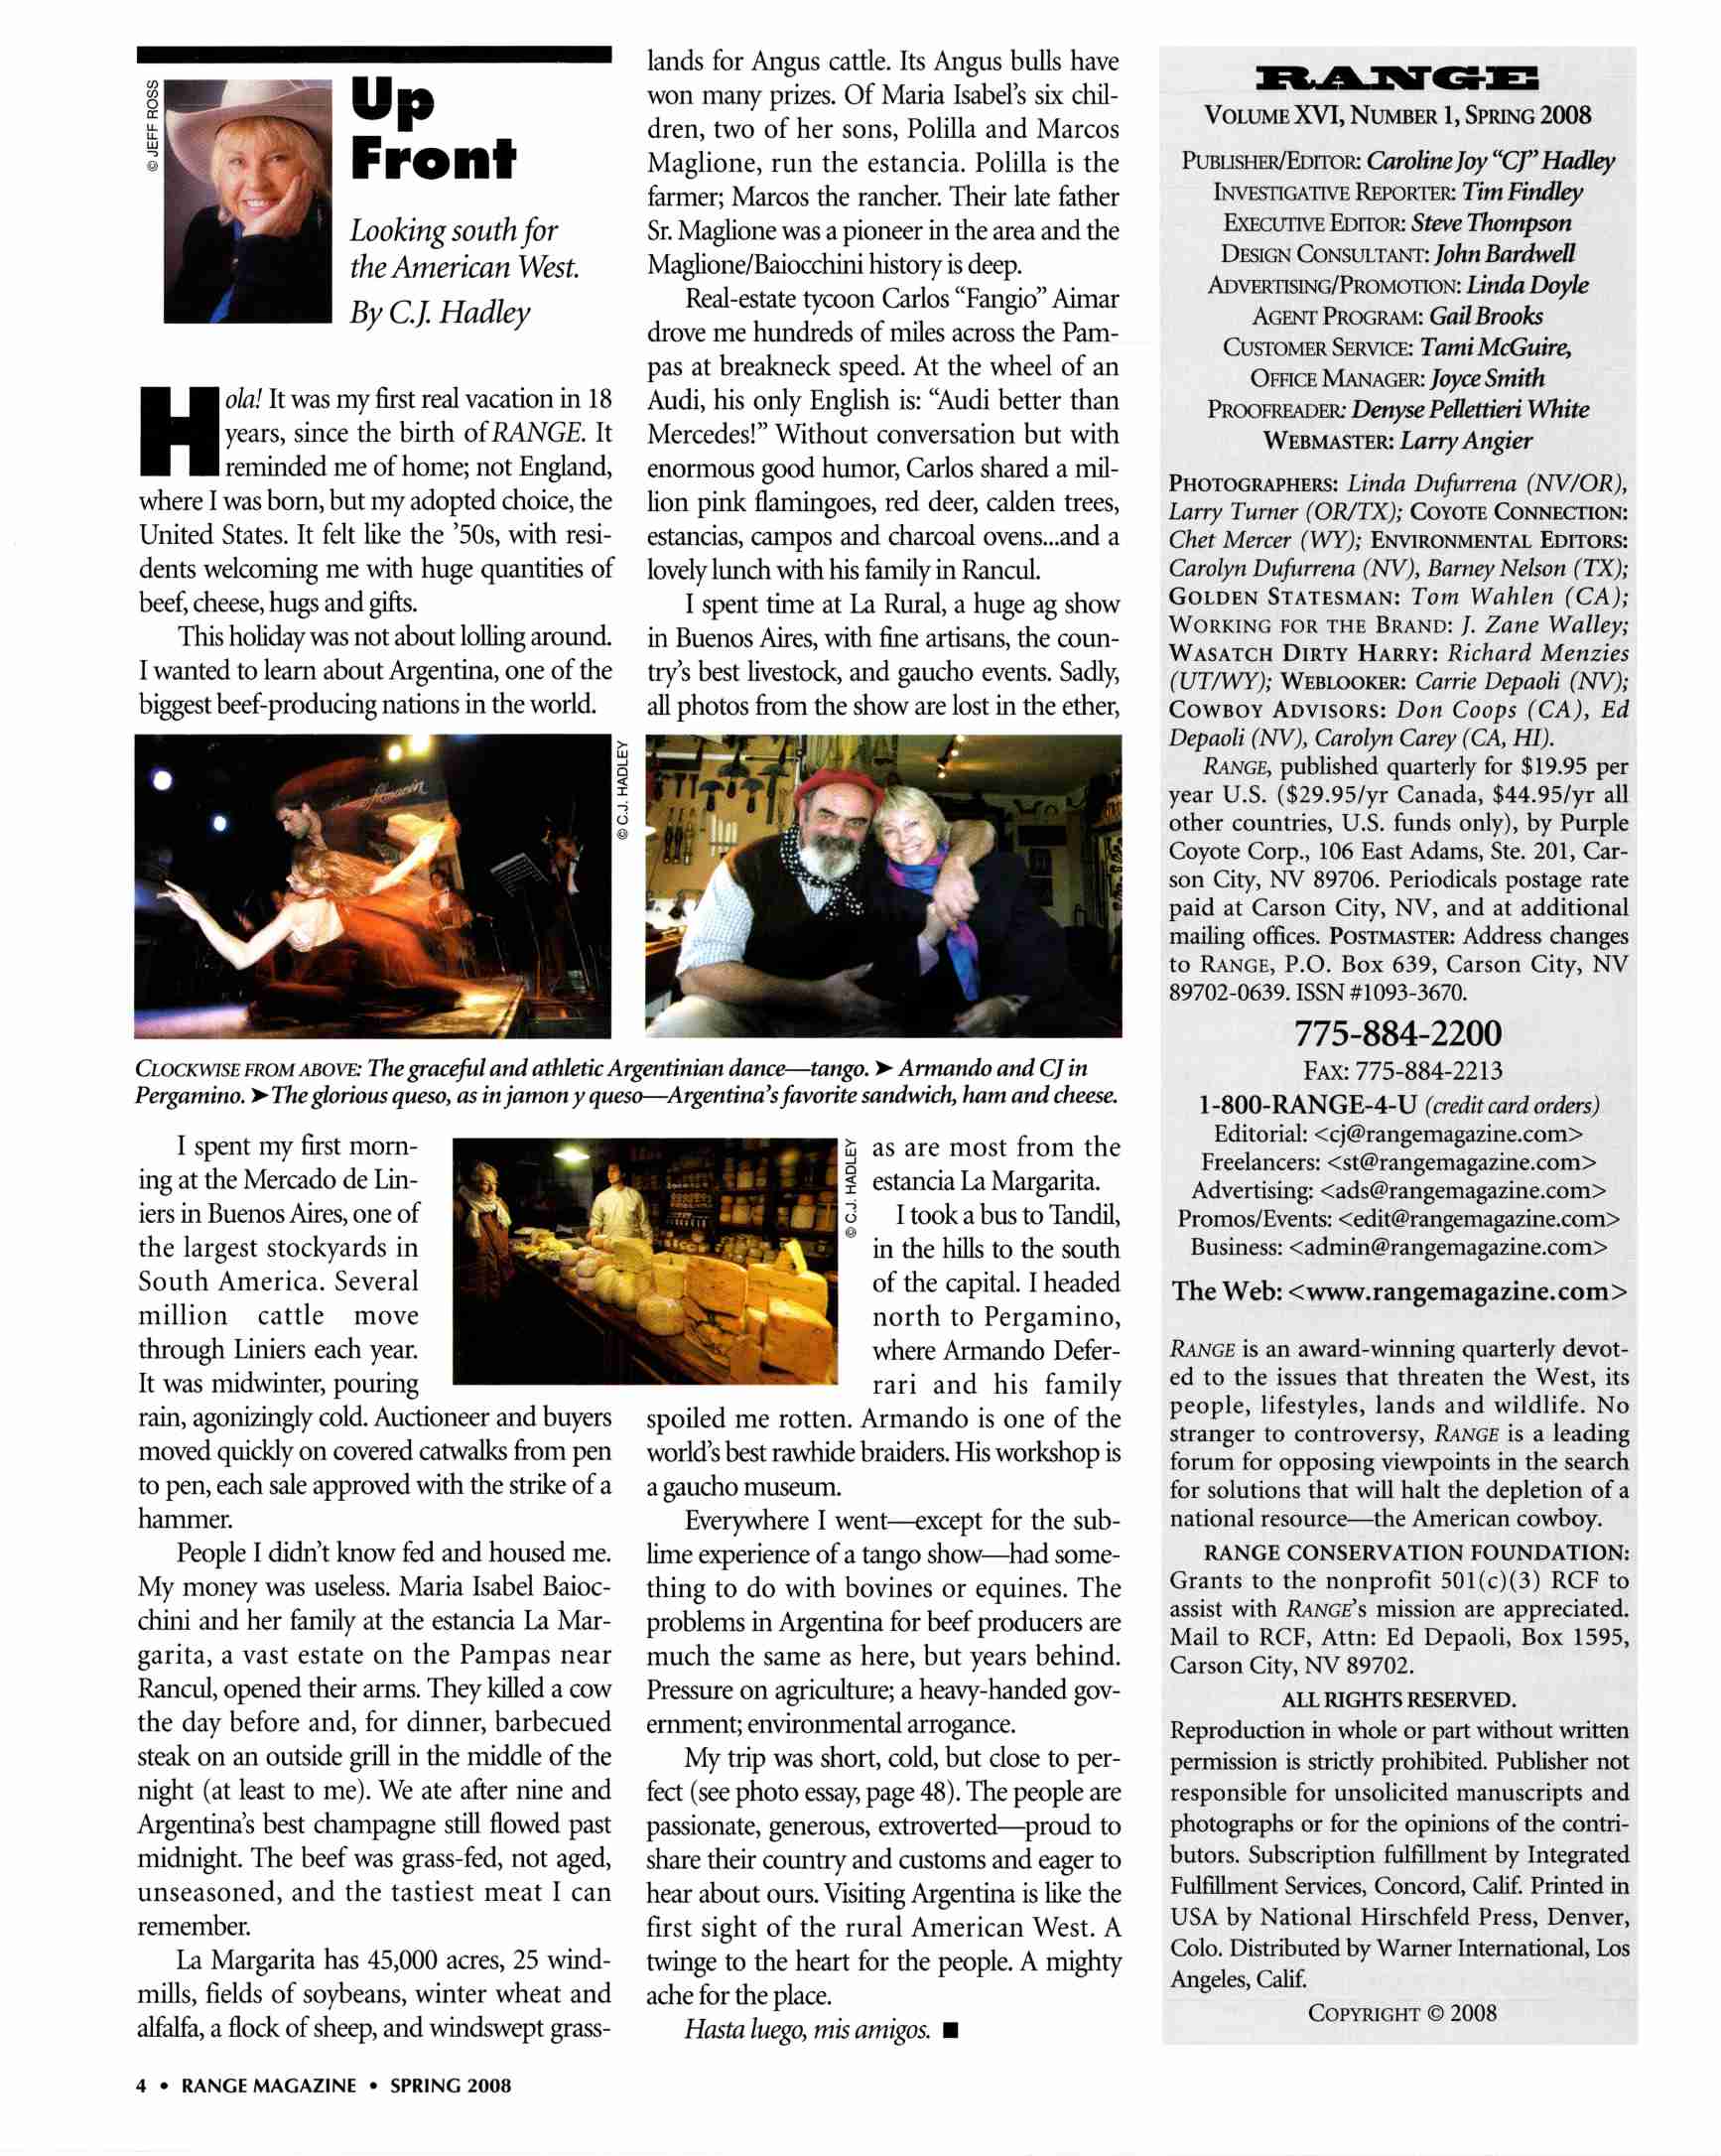 © JEFF ROSS
Up
Front
Looking south for
the American West.
By C.J. Hadley
Hola! It was my first real vacation in 18
years, since the birth of RANGE. It
reminded me of home; not England,
where I was born, but my adopted choice, the
United States. It felt like the ’50s, with resi-
dents welcoming me with huge quantities of
beef, cheese, hugs and gifts.
This holiday was not about lolling around.
I wanted to learn about Argentina, one of the
biggest beef-producing nations in the world.
© C.J. HADLEY
CLOCKWISE FROM ABOVE: The graceful and athletic Argentinian dance—tango. ➤ Armando and CJ in
Pergamino. ➤ The glorious queso, as in jamon y queso—Argentina’s favorite sandwich, ham and cheese.
I spent my first morn-
ing at the Mercado de Lin-
iers in Buenos Aires, one of
the largest stockyards in
South America. Several
million cattle move
through Liniers each year.
It was midwinter, pouring
rain, agonizingly cold. Auctioneer and buyers
moved quickly on covered catwalks from pen
to pen, each sale approved with the strike of a
hammer.
People I didn’t know fed and housed me.
My money was useless. Maria Isabel Baioc-
chini and her family at the estancia La Mar-
garita, a vast estate on the Pampas near
Rancul, opened their arms. They killed a cow
the day before and, for dinner, barbecued
steak on an outside grill in the middle of the
night (at least to me). We ate after nine and
Argentina’s best champagne still flowed past
midnight. The beef was grass-fed, not aged,
unseasoned, and the tastiest meat I can
remember.
La Margarita has 45,000 acres, 25 wind-
mills, fields of soybeans, winter wheat and
alfalfa, a flock of sheep, and windswept grass-
lands for Angus cattle. Its Angus bulls have
won many prizes. Of Maria Isabel’s six chil-
dren, two of her sons, Polilla and Marcos
Maglione, run the estancia. Polilla is the
farmer; Marcos the rancher. Their late father
Sr. Maglione was a pioneer in the area and the
Maglione/Baiocchini history is deep.
Real-estate tycoon Carlos “Fangio” Aimar
drove me hundreds of miles across the Pam-
pas at breakneck speed. At the wheel of an
Audi, his only English is: “Audi better than
Mercedes!” Without conversation but with
enormous good humor, Carlos shared a mil-
lion pink flamingoes, red deer, calden trees,
estancias, campos and charcoal ovens...and a
lovely lunch with his family in Rancul.
I spent time at La Rural, a huge ag show
in Buenos Aires, with fine artisans, the coun-
try’s best livestock, and gaucho events. Sadly,
all photos from the show are lost in the ether,
© C.J. HADLEY
as are most from the
estancia La Margarita.
I took a bus to Tandil,
in the hills to the south
of the capital. I headed
north to Pergamino,
where Armando Defer-
rari and his family
spoiled me rotten. Armando is one of the
world’s best rawhide braiders. His workshop is
a gaucho museum.
Everywhere I went—except for the sub-
lime experience of a tango show—had some-
thing to do with bovines or equines. The
problems in Argentina for beef producers are
much the same as here, but years behind.
Pressure on agriculture; a heavy-handed gov-
ernment; environmental arrogance.
My trip was short, cold, but close to per-
fect (see photo essay, page 48). The people are
passionate, generous, extroverted—proud to
share their country and customs and eager to
hear about ours. Visiting Argentina is like the
first sight of the rural American West. A
twinge to the heart for the people. A mighty
ache for the place.
Hasta luego, mis amigos. ■
RANGE
VOLUME XVI, NUMBER 1, SPRING 2008
PUBLISHER/EDITOR: Caroline Joy “CJ” Hadley
INVESTIGATIVE REPORTER: Tim Findley
EXECUTIVE EDITOR: Steve Thompson
DESIGN CONSULTANT: John Bardwell
ADVERTISING/PROMOTION: Linda Doyle
AGENT PROGRAM: Gail Brooks
CUSTOMER SERVICE: Tami McGuire,
OFFICE MANAGER: Joyce Smith
PROOFREADER: Denyse Pellettieri White
WEBMASTER: Larry Angier
PHOTOGRAPHERS: Linda Dufurrena (NV/OR),
Larry Turner (OR/TX); COYOTE CONNECTION:
Chet Mercer (WY); ENVIRONMENTAL EDITORS:
Carolyn Dufurrena (NV), Barney Nelson (TX);
GOLDEN STATESMAN: Tom Wahlen (CA);
WORKING FOR THE BRAND: J. Zane Walley;
WASATCH DIRTY HARRY: Richard Menzies
(UT/WY); WEBLOOKER: Carrie Depaoli (NV);
COWBOY ADVISORS: Don Coops (CA), Ed
Depaoli (NV), Carolyn Carey (CA, HI).
RANGE, published quarterly for $19.95 per
year U.S. ($29.95/yr Canada, $44.95/yr all
other countries, U.S. funds only), by Purple
Coyote Corp., 106 East Adams, Ste. 201, Car-
son City, NV 89706. Periodicals postage rate
paid at Carson City, NV, and at additional
mailing offices. POSTMASTER: Address changes
to RANGE, P.O. Box 639, Carson City, NV
89702-0639. ISSN #1093-3670.
775-884-2200
FAX: 775-884-2213
1-800-RANGE-4-U (credit card orders)
Editorial: <cj@rangemagazine.com>
Freelancers: <st@rangemagazine.com>
Advertising: <ads@rangemagazine.com>
Promos/Events: <edit@rangemagazine.com>
Business: <admin@rangemagazine.com>
The Web: <www.rangemagazine.com>
RANGE is an award-winning quarterly devot-
ed to the issues that threaten the West, its
people, lifestyles, lands and wildlife. No
stranger to controversy, RANGE is a leading
forum for opposing viewpoints in the search
for solutions that will halt the depletion of a
national resource—the American cowboy.
RANGE CONSERVATION FOUNDATION:
Grants to the nonprofit 501(c)(3) RCF to
assist with RANGE’s mission are appreciated.
Mail to RCF, Attn: Ed Depaoli, Box 1595,
Carson City, NV 89702.
ALL RIGHTS RESERVED.
Reproduction in whole or part without written
permission is strictly prohibited. Publisher not
responsible for unsolicited manuscripts and
photographs or for the opinions of the contri-
butors. Subscription fulfillment by Integrated
Fulfillment Services, Concord, Calif. Printed in
USA by National Hirschfeld Press, Denver,
Colo. Distributed by Warner International, Los
Angeles, Calif.
COPYRIGHT © 2008
4 • RANGE MAGAZINE • SPRING 2008